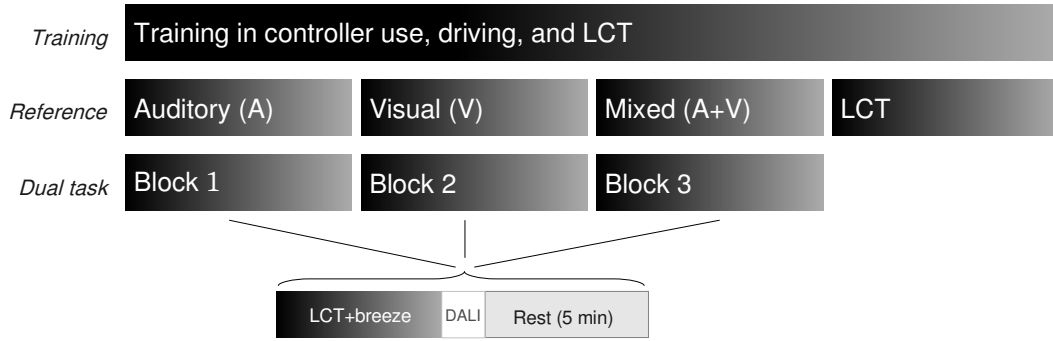 Training
Training in controller use, driving, and LCT
Reference
Auditory (A)
Visual (V)
Mixed (A+V)
LCT
Dual task
Block 1
Block 2
Block 3
LCT+breeze
DALI
Rest (5 min)